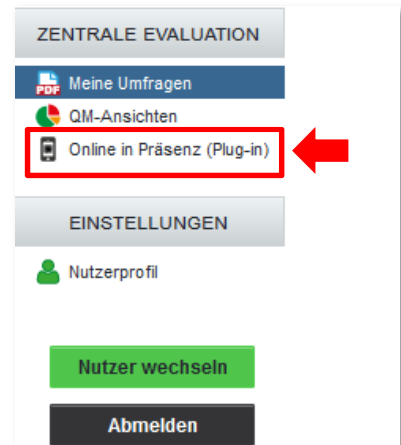 ZENTRALE EVALUATION
PDF Meine Umfragen
QM-Ansichten
Online in Präsenz (Plug-in)
EINSTELLUNGEN
Nutzerprofil
Nutzer wechseln
Abmelden